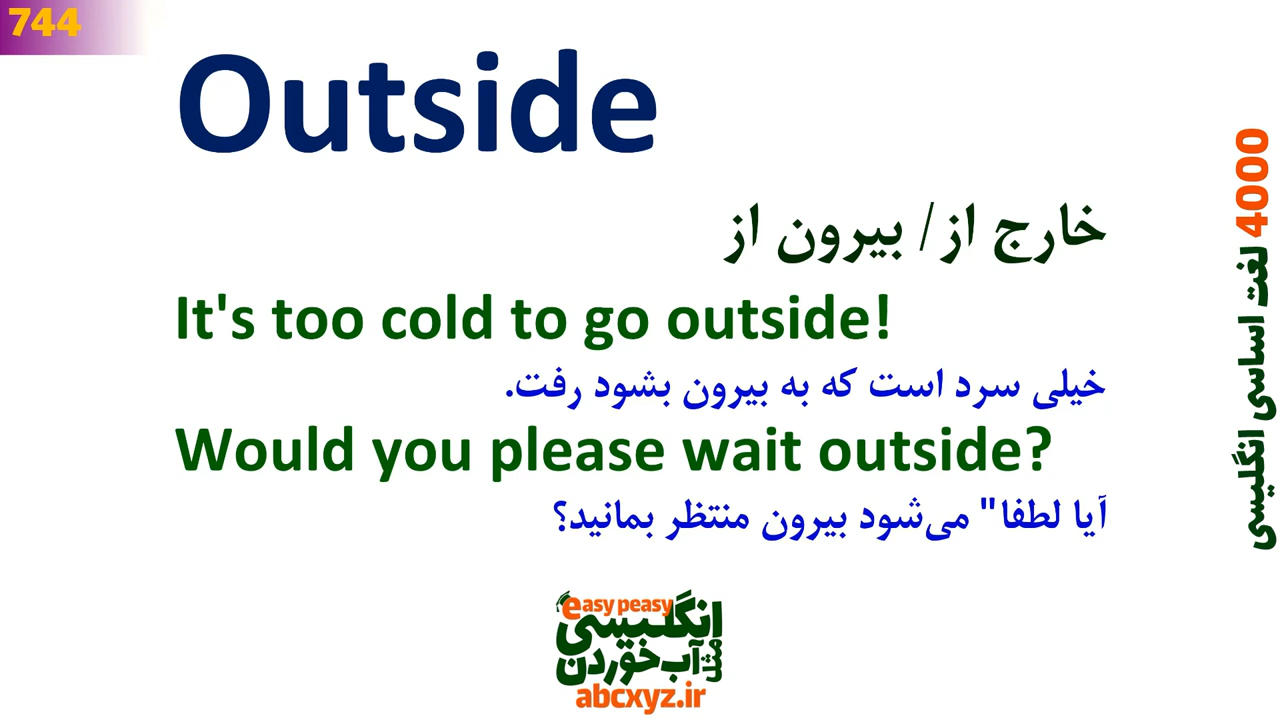 744
Outside
خارج از/ بیرون از
It's too cold to go outside!
خیلی سرد است که به بیرون بشود رفت.
Would you please wait outside?
آیا لطفا" می‌شود بیرون منتظر بمانید؟
4000 لغت اساسی انگلیسی
easy peasy
انگلیسی
مثل آب خوردن
abcxyz.ir